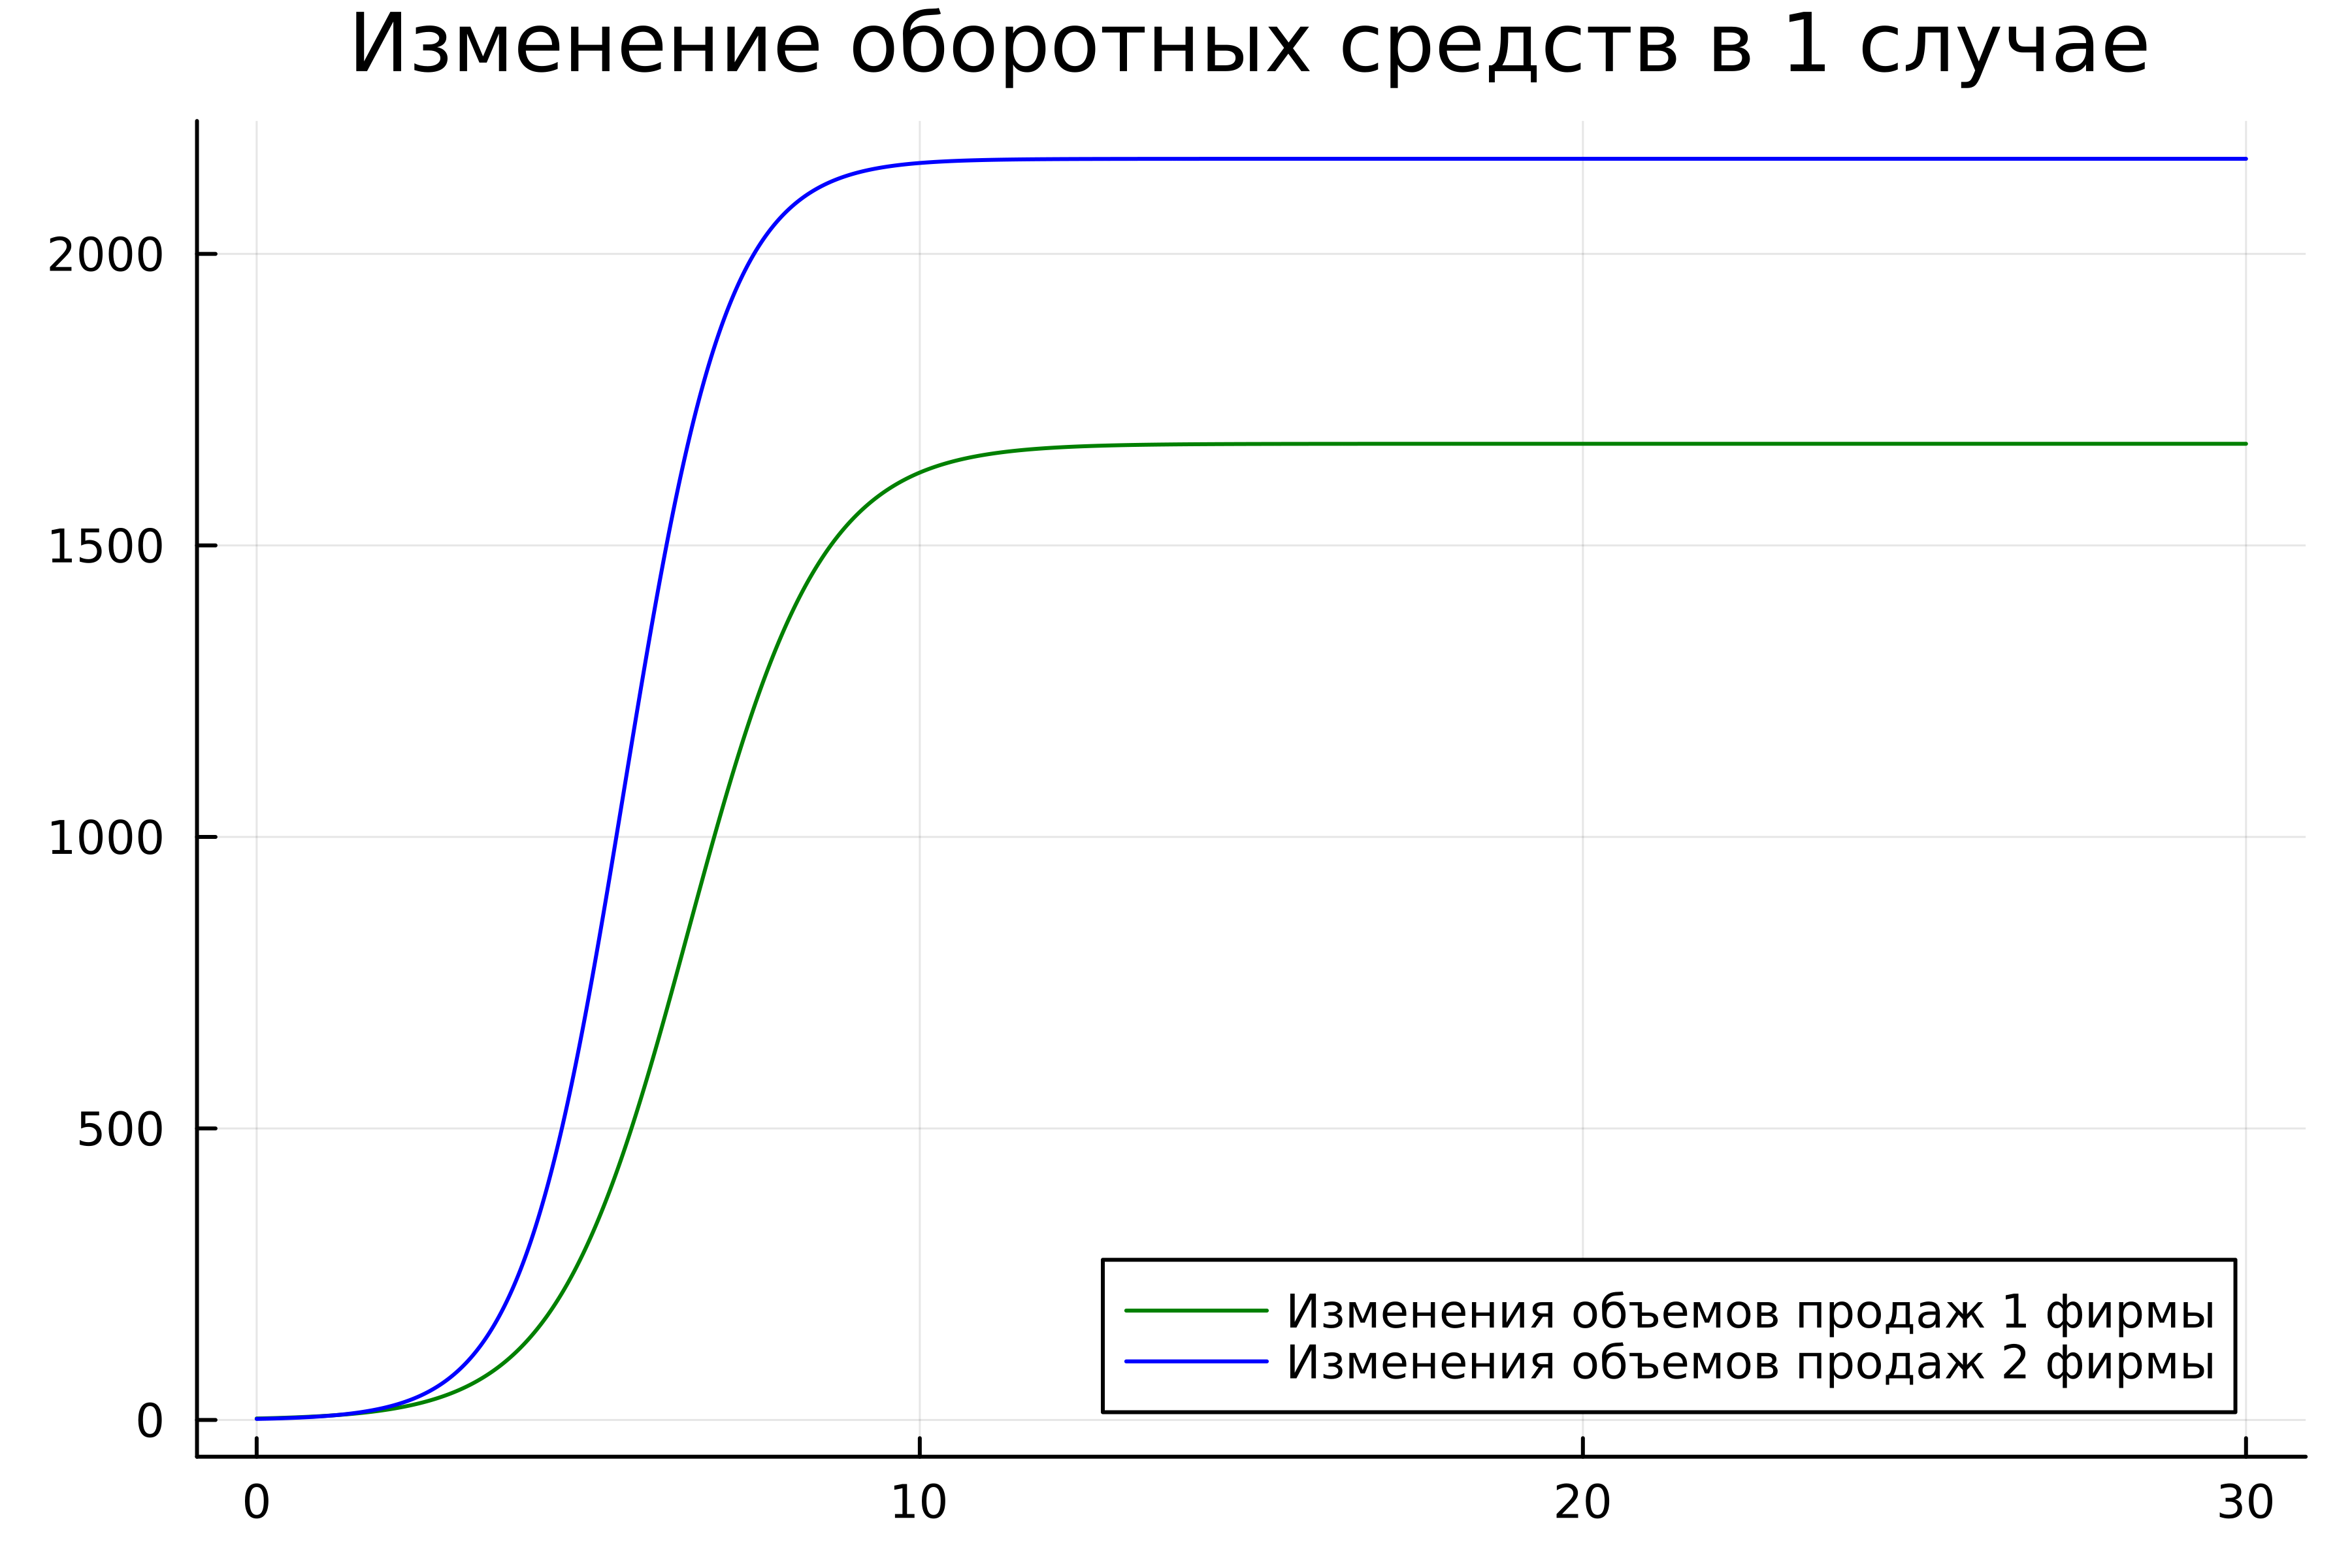 Изменение оборотных средств в 1 случае
2000
1500
1000
500
0
Изменения объемов продаж 1 фирмы
Изменения объемов продаж 2 фирмы
0 10 20 30